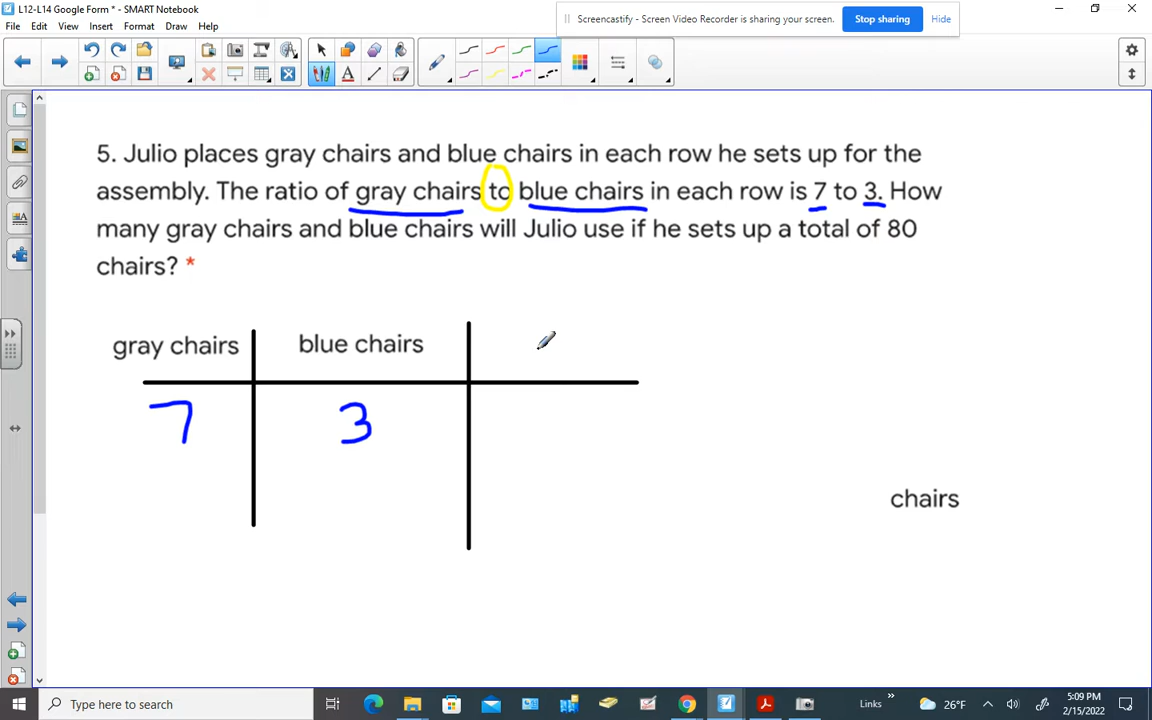 L12-L14 Google Form * - SMART Notebook
File Edit View Insert Format Draw Help
Screencastify - Screen Video Recorder is sharing your screen.
Stop sharing
Hide
5. Julio places gray chairs and blue chairs in each row he sets up for the
assembly. The ratio of gray chairs to blue chairs in each row is 7 to 3. How
many gray chairs and blue chairs will Julio use if he sets up a total of 80
chairs? *
gray chairs blue chairs
7 3
chairs
Type here to search
Links
»
26°F
5:09 PM
2/15/2022